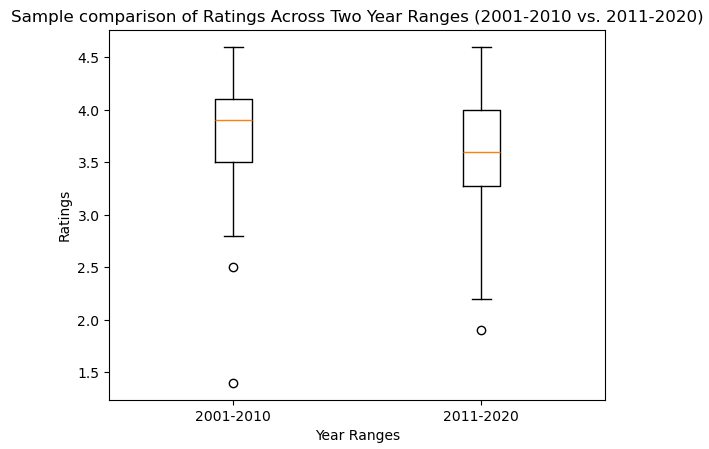 Sample comparison of Ratings Across Two Year Ranges (2001-2010 vs. 2011-2020)
4.5
4.0
3.5
3.0
2.5
2.0
1.5
Ratings
2001-2010 2011-2020
Year Ranges